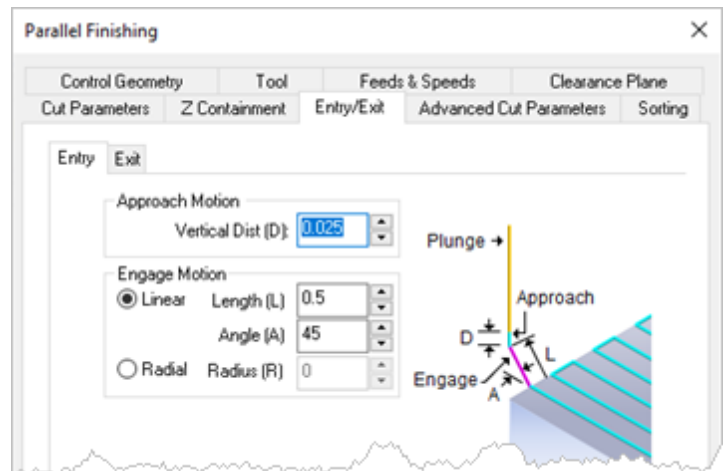 Parallel Finishing
Control Geometry Tool Feeds & Speeds Clearance Plane
Cut Parameters Z Containment Entry/Exit Advanced Cut Parameters Sorting
Entry Exit
Approach Motion
Vertical Dist (D): 0.025
Engage Motion
Linear Length (L) 0.5
Angle (A) 45
Radial Radius (R) 0
Plunge
Approach
D
L
Engage
A